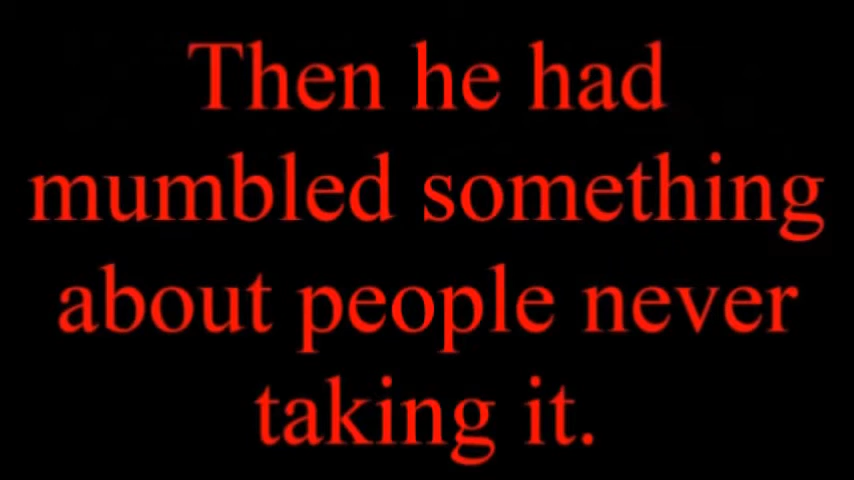 Then he had
mumbled something
about people never
taking it.